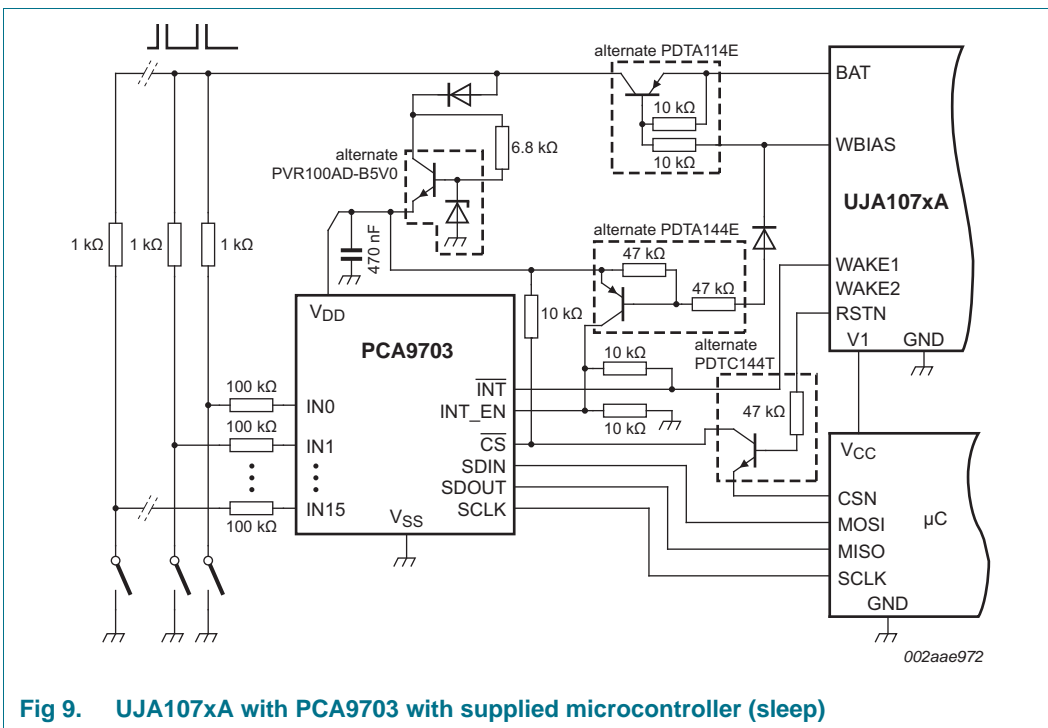 alternate PDTA114E
BAT
10 kΩ
10 kΩ
WBIAS
6.8 kΩ
alternate
PVR100AD-B5V0
UJA107xA
alternate PDTA144E
1 kΩ
1 kΩ
1 kΩ
470 nF
47 kΩ
47 kΩ
WAKE1
WAKE2
RSTN
V1
GND
10 kΩ
VDD
PCA9703
alternate
PDTC144T
10 kΩ
INT
INT_EN
10 kΩ
47 kΩ
100 kΩ
IN0
100 kΩ
IN1
CS
SDIN
SDOUT
SCLK
100 kΩ
IN15
VSS
VCC
CSN
MOSI
µC
MISO
SCLK
GND
002aae972
Fig 9. UJA107xA with PCA9703 with supplied microcontroller (sleep)